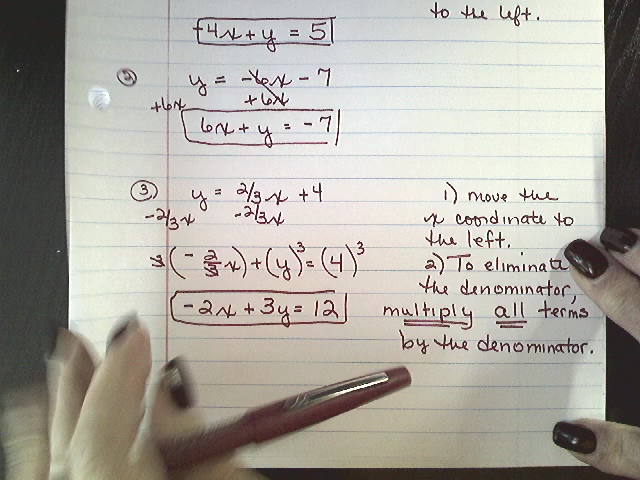 to the left.
-4x + y = 5
② y = -6x - 7
+6x +6x
6x + y = -7
③ y = 2/3x + 4
-2/3x -2/3x
3(-2/3x) + (y)³ = (4)³
-2x + 3y = 12
1) move the
x coordinate to
the left.
2) To eliminate
the denominator,
multiply all terms
by the denominator.